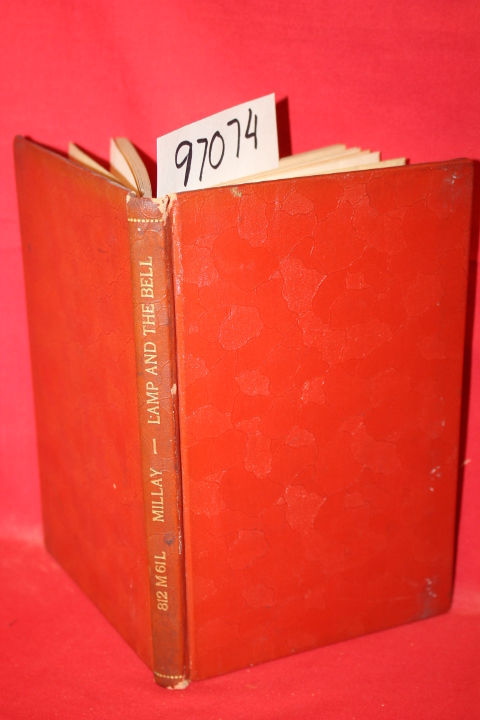 97074
812 M61L MILLAY — LAMP AND THE BELL